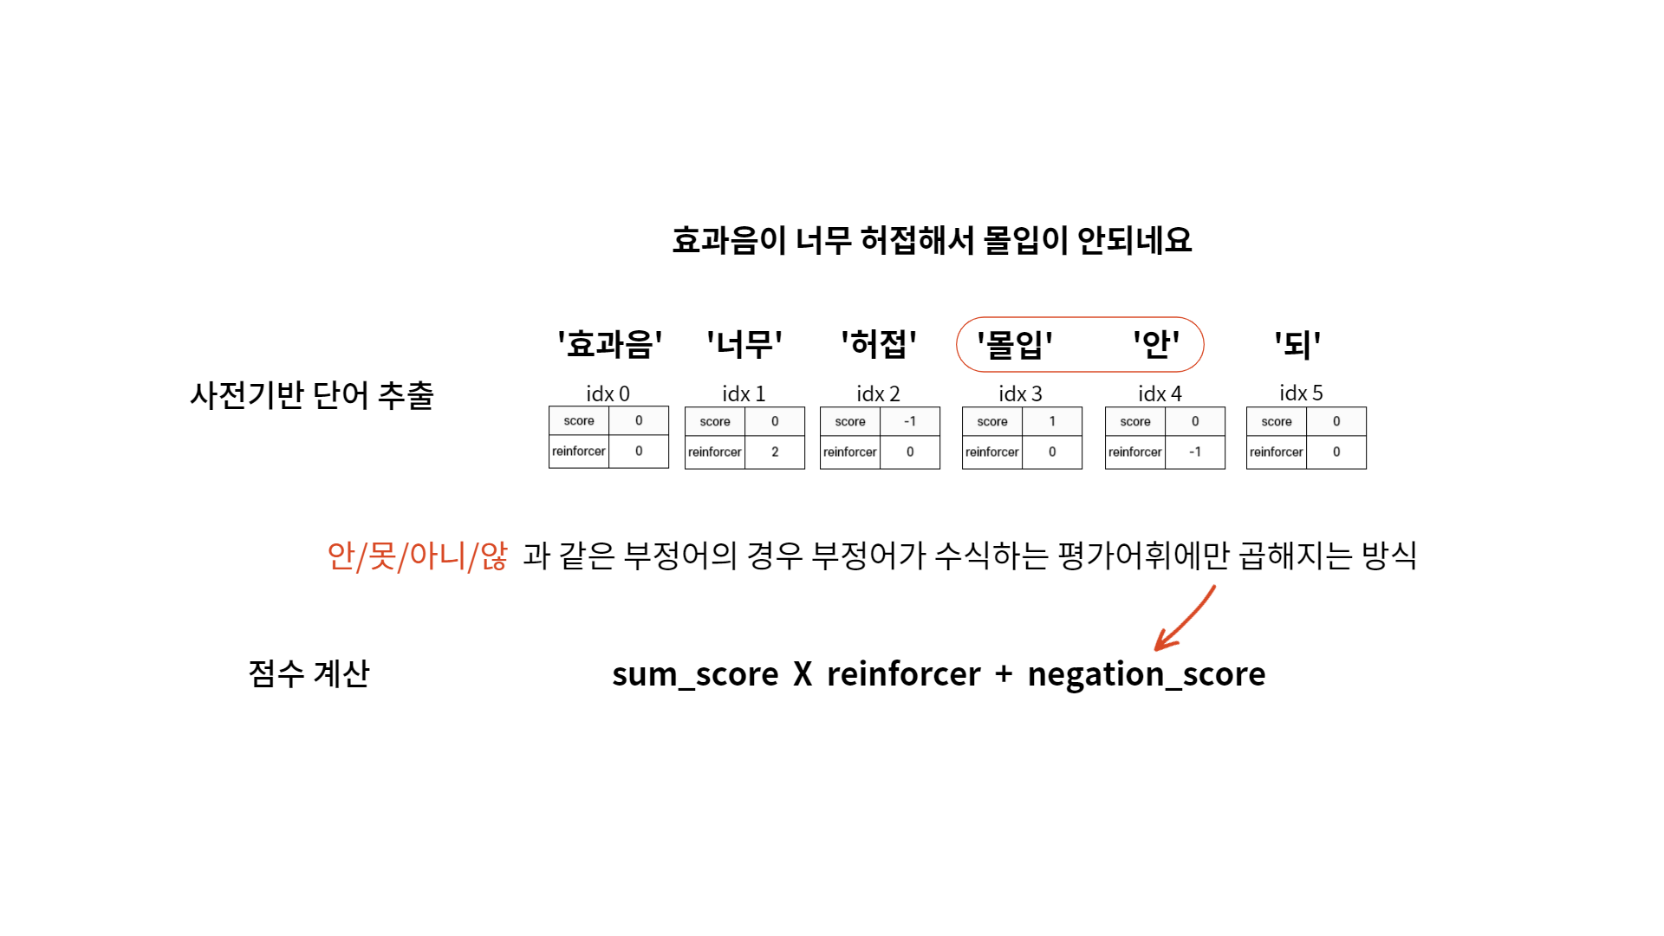 효과음이 너무 허접해서 몰입이 안되네요
'효과음' '너무' '허접' '몰입' '안' '되'
사전기반 단어 추출
idx 0 idx 1 idx 2 idx 3 idx 4 idx 5
score 0 score 0 score -1 score 1 score 0 score 0
reinforcer 0 reinforcer 2 reinforcer 0 reinforcer 0 reinforcer -1 reinforcer 0
안/못/아니/않 과 같은 부정어의 경우 부정어가 수식하는 평가어휘에만 곱해지는 방식
점수 계산 sum_score X reinforcer + negation_score